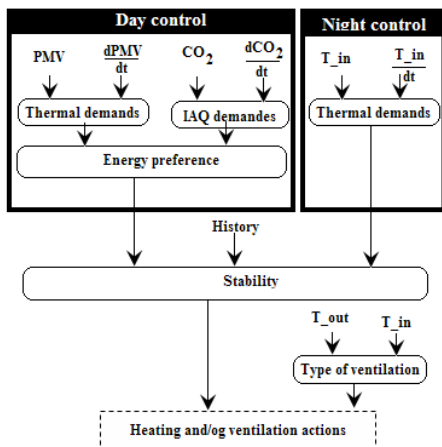 Day control
Night control
PMV
dPMV
dt
CO2
dCO2
dt
T_in
T_in
dt
Thermal demands
IAQ demandes
Thermal demands
Energy preference
History
Stability
T_out
T_in
Type of ventilation
Heating and/og ventilation actions